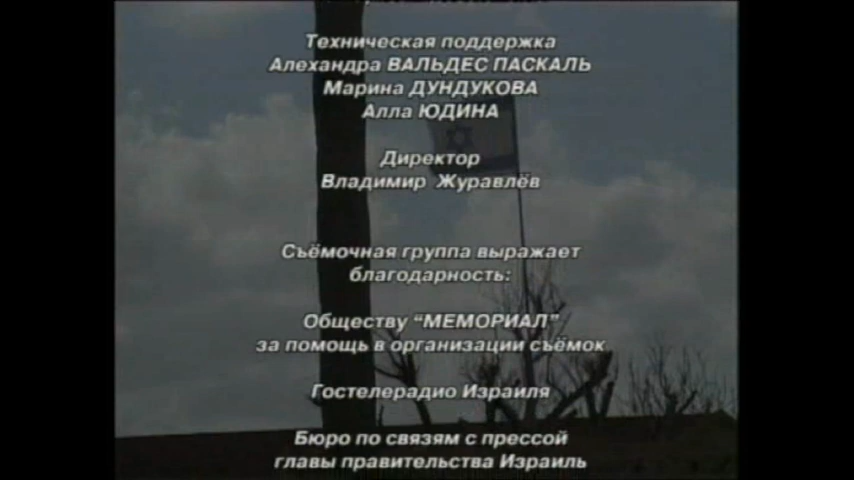 Техническая поддержка
Алехандра ВАЛЬДЕС ПАСКАЛЬ
Марина ДУНДУКОВА
Алла ЮДИНА
Директор
Владимир Журавлёв
Съёмочная группа выражает
благодарность:
Обществу “МЕМОРИАЛ”
за помощь в организации съёмок
Гостелерадио Израиля
Бюро по связям с прессой
главы правительства Израиль